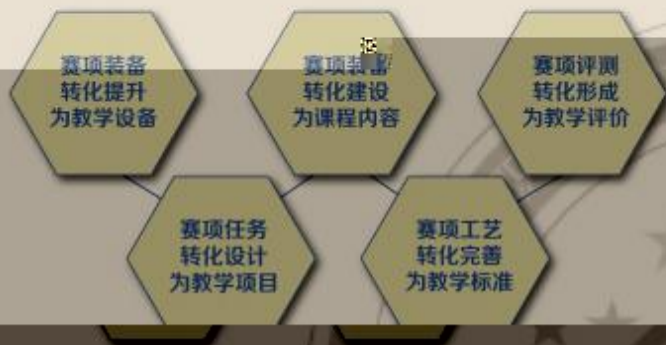 赛项装备
转化提升
为教学设备
赛项装备
转化建设
为课程内容
赛项评测
转化形成
为教学评价
赛项任务
转化设计
为教学项目
赛项工艺
转化完善
为教学标准